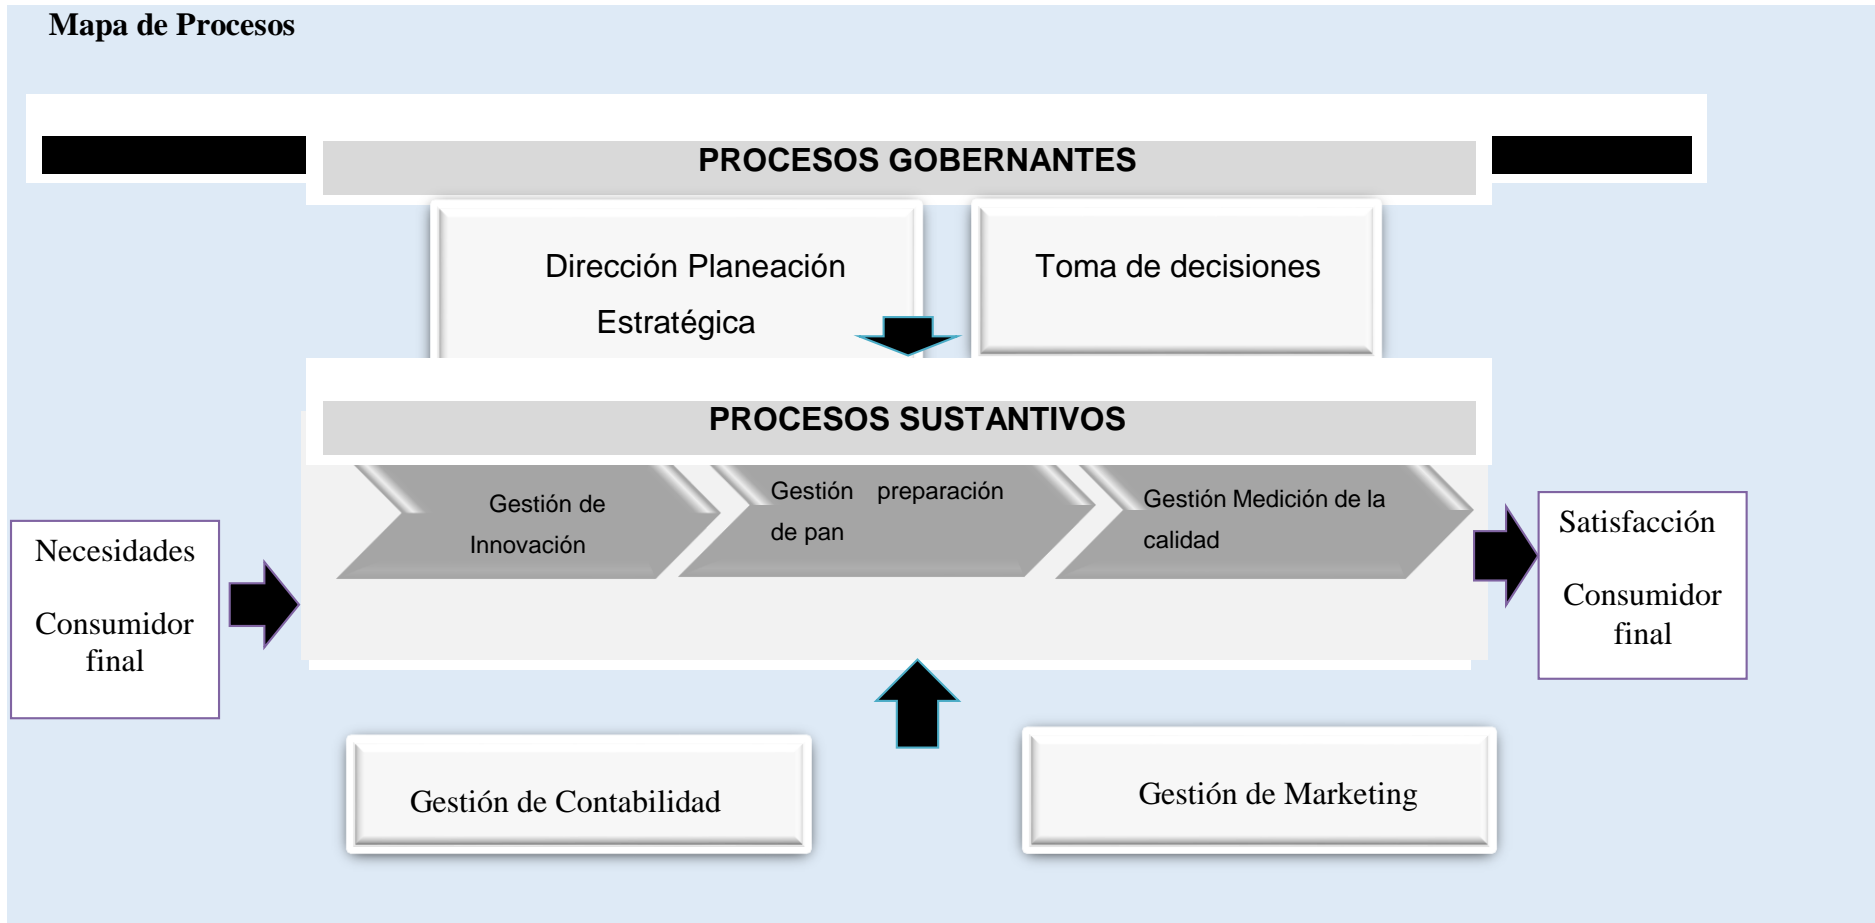 Mapa de Procesos
PROCESOS GOBERNANTES
Dirección Planeación
Estratégica
Toma de decisiones
PROCESOS SUSTANTIVOS
Gestión de
Innovación
Gestión preparación
de pan
Gestión Medición de la
calidad
Necesidades
Consumidor
final
Satisfacción
Consumidor
final
Gestión de Contabilidad
Gestión de Marketing